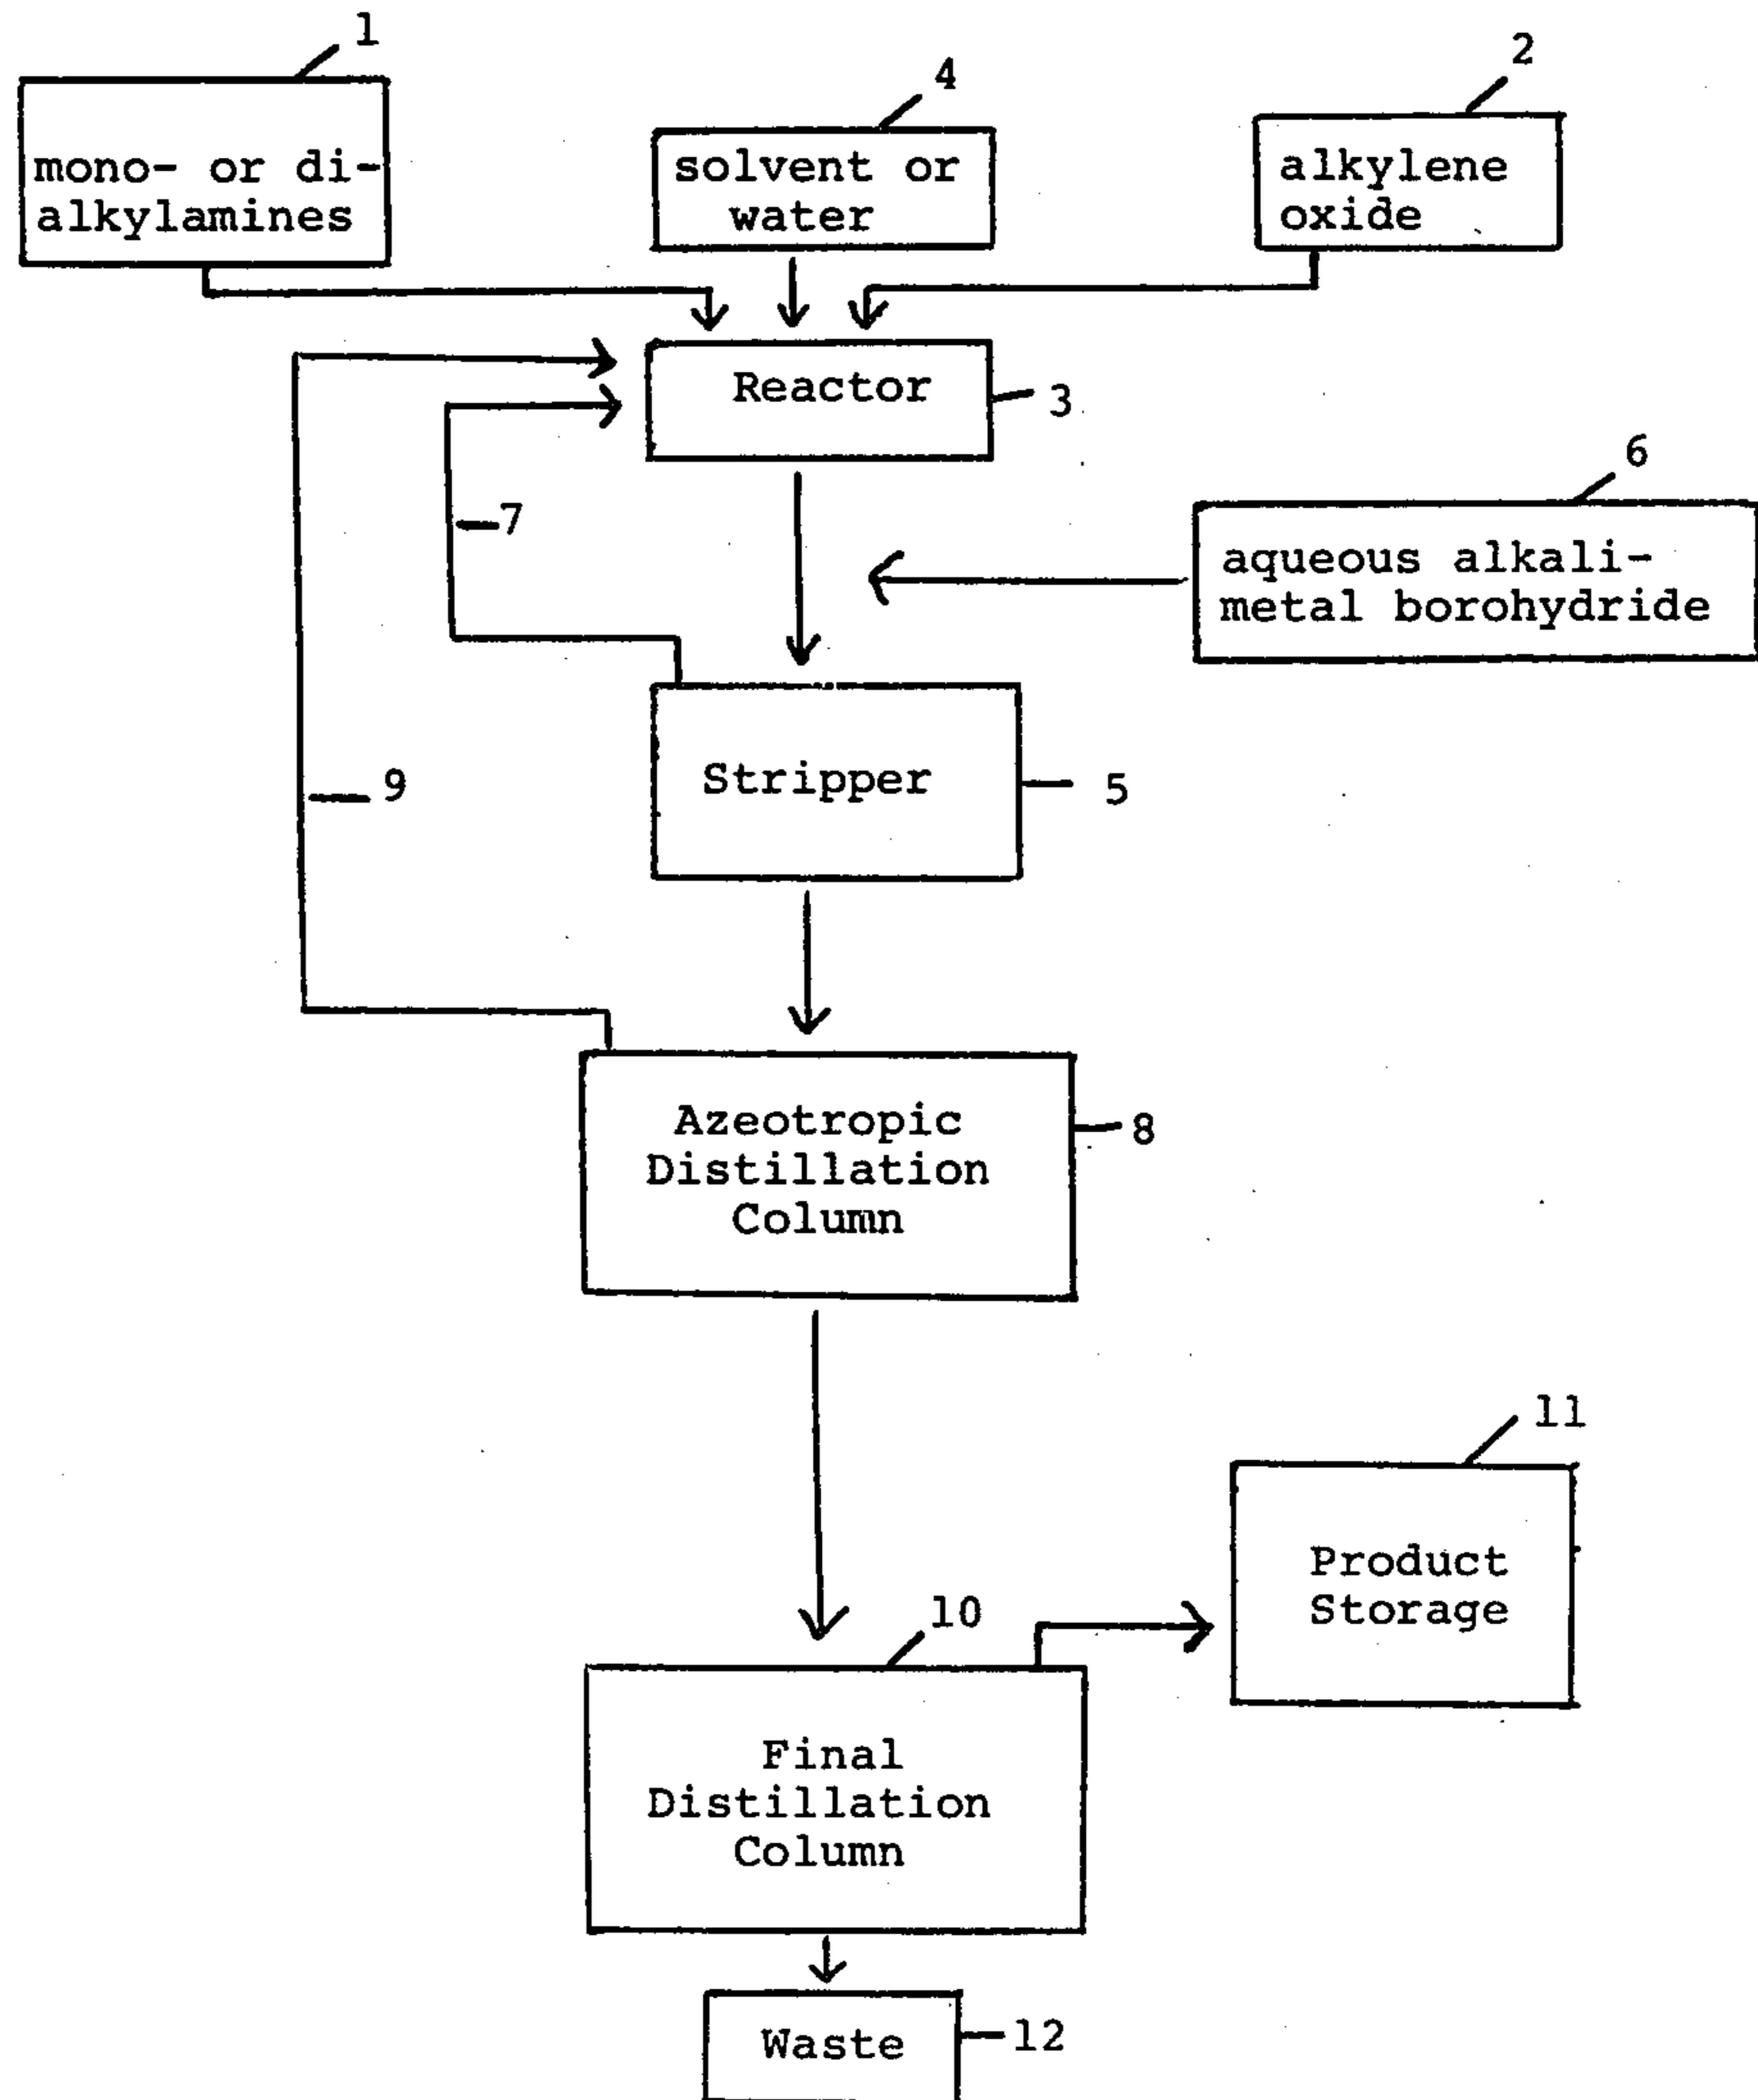 1
mono- or di-
alkylamines
4
solvent or
water
2
alkylene
oxide
Reactor
3
7
6
aqueous alkali-
metal borohydride
Stripper
5
9
Azeotropic
Distillation
Column
8
11
Product
Storage
10
Final
Distillation
Column
Waste
12